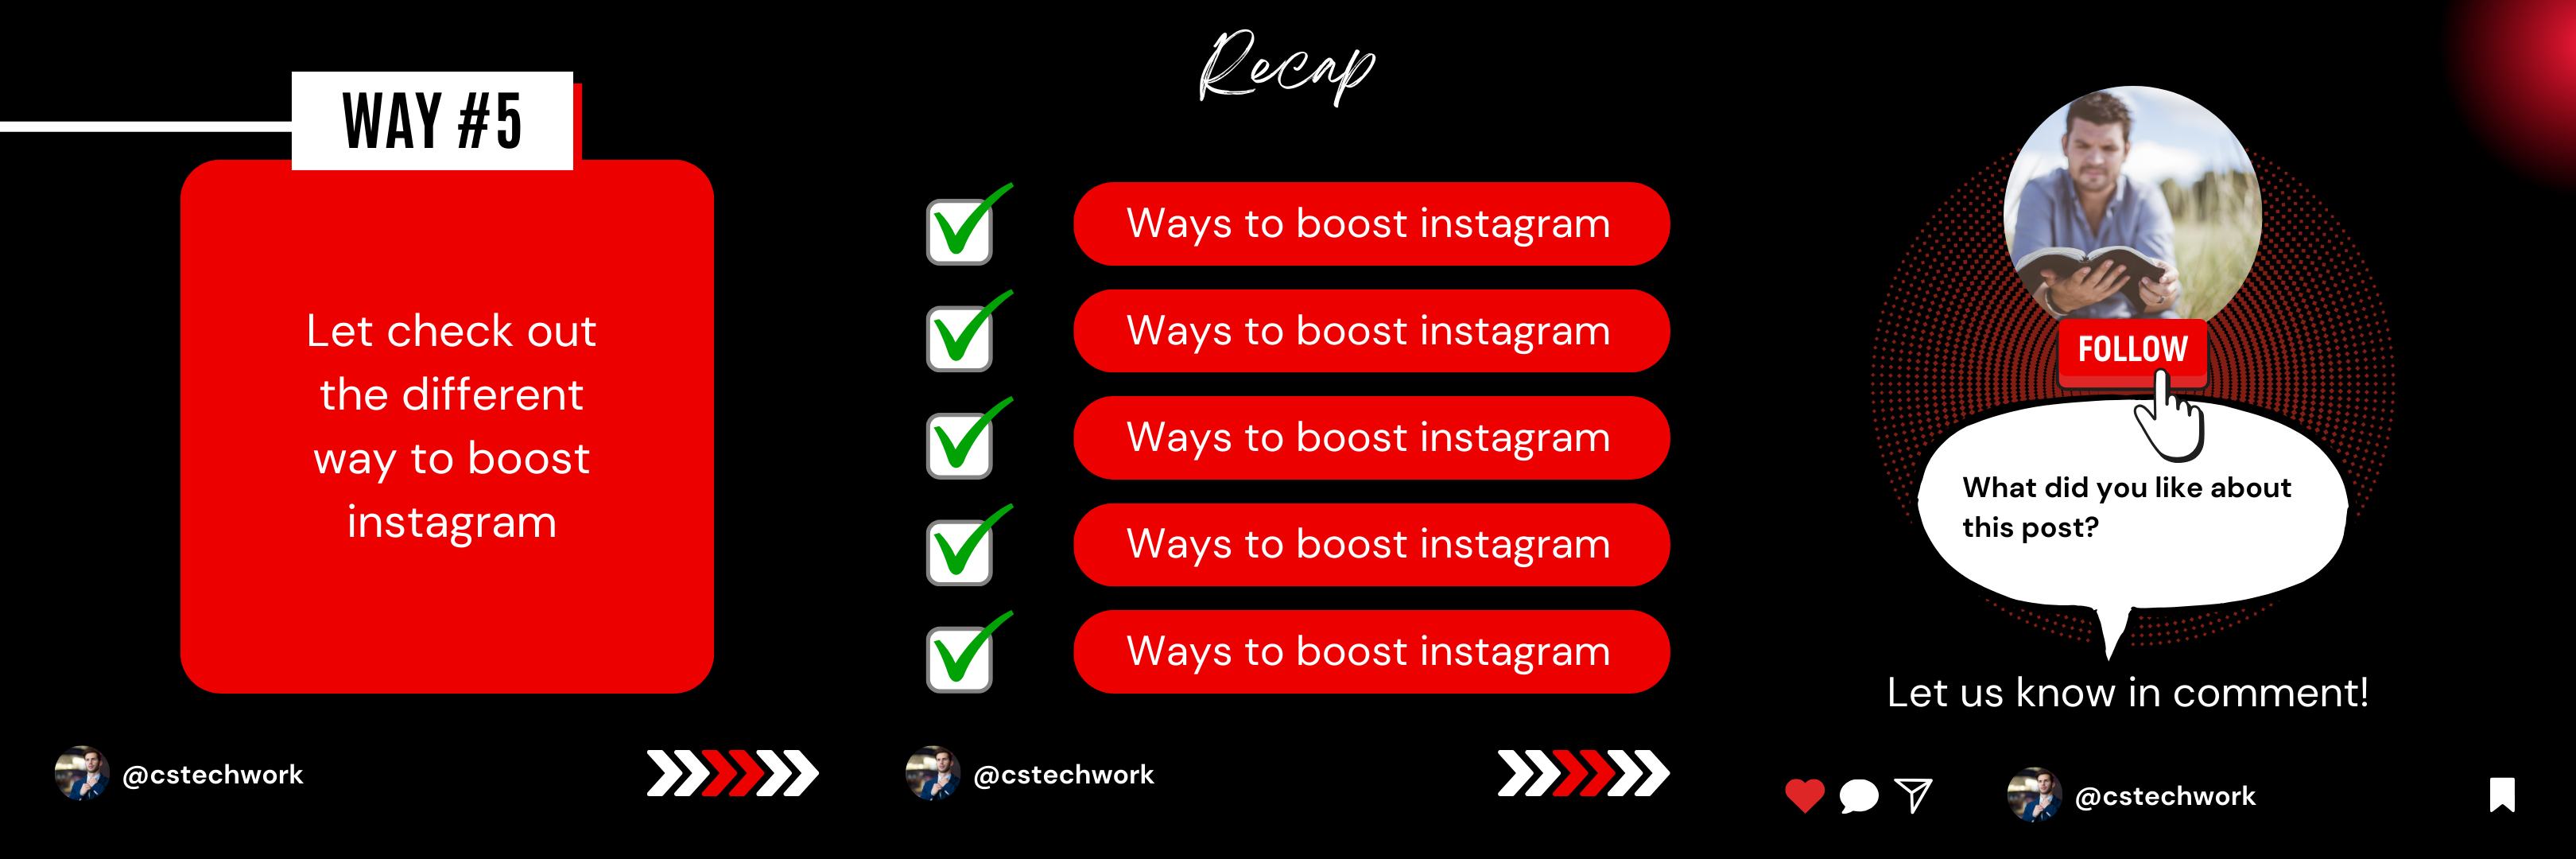 WAY #5
Let check out
the different
way to boost
instagram
@cstechwork
Recap
Ways to boost instagram
Ways to boost instagram
Ways to boost instagram
Ways to boost instagram
Ways to boost instagram
@cstechwork
FOLLOW
What did you like about
this post?
Let us know in comment!
@cstechwork